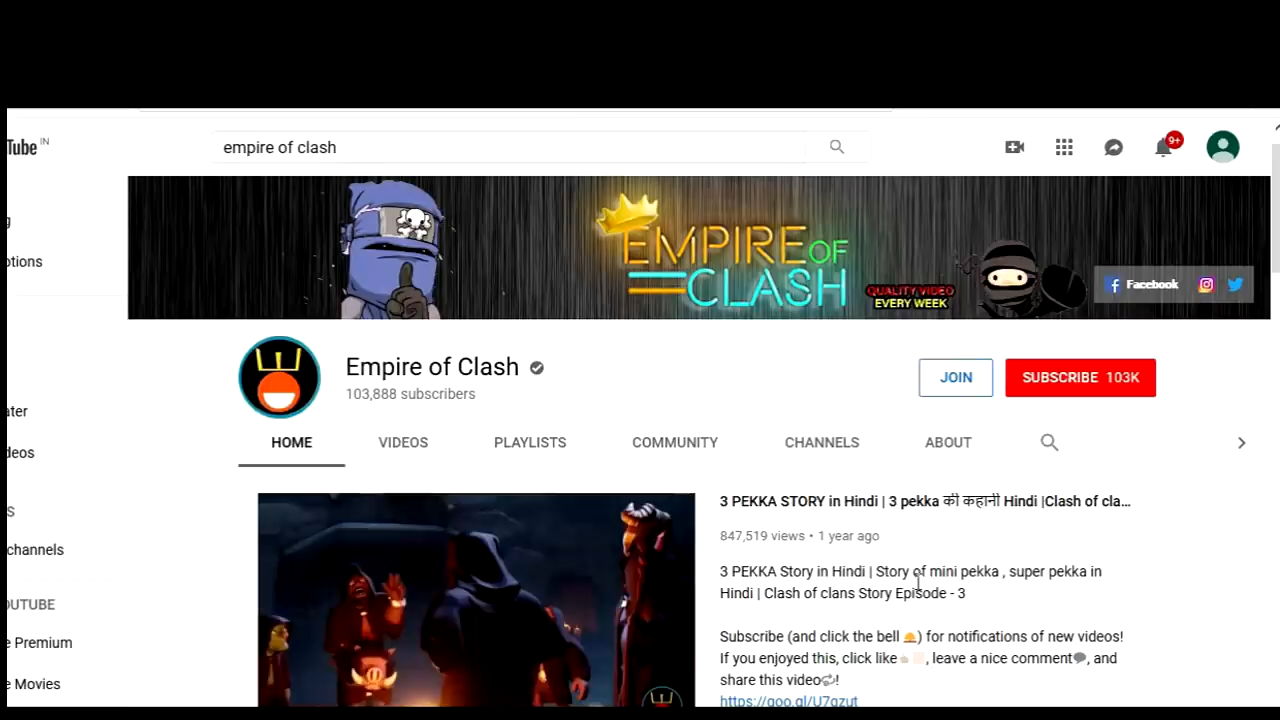 Tube IN
empire of clash
9+
EMPIRE OF
CLASH
QUALITY VIDEO
EVERY WEEK
Facebook
otions
Empire of Clash
103,888 subscribers
JOIN
SUBSCRIBE 103K
ater
HOME
VIDEOS
PLAYLISTS
COMMUNITY
CHANNELS
ABOUT
deos
3 PEKKA STORY in Hindi | 3 pekka की कहानी Hindi |Clash of cla...
S
847,519 views • 1 year ago
channels
3 PEKKA Story in Hindi | Story of mini pekka , super pekka in
Hindi | Clash of clans Story Episode - 3
OUTUBE
Subscribe (and click the bell 🛎) for notifications of new videos!
e Premium
If you enjoyed this, click like 👍🏻, leave a nice comment💬, and
share this video🔄!
e Movies
https://goo.gl/U7qzut